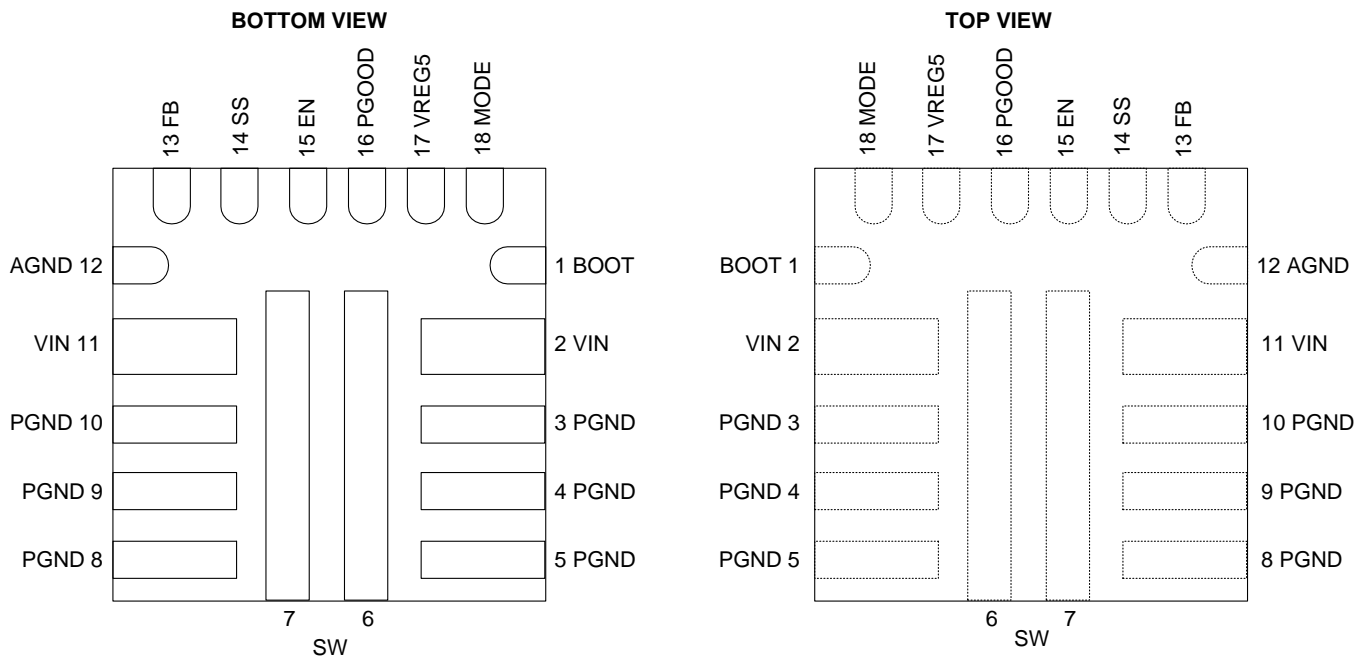 BOTTOM VIEW
13 FB
14 SS
15 EN
16 PGOOD
17 VREG5
18 MODE
AGND 12
1 BOOT
VIN 11
2 VIN
PGND 10
3 PGND
PGND 9
4 PGND
PGND 8
5 PGND
7
6
SW
TOP VIEW
18 MODE
17 VREG5
16 PGOOD
15 EN
14 SS
13 FB
BOOT 1
12 AGND
VIN 2
11 VIN
PGND 3
10 PGND
PGND 4
9 PGND
PGND 5
8 PGND
6
7
SW